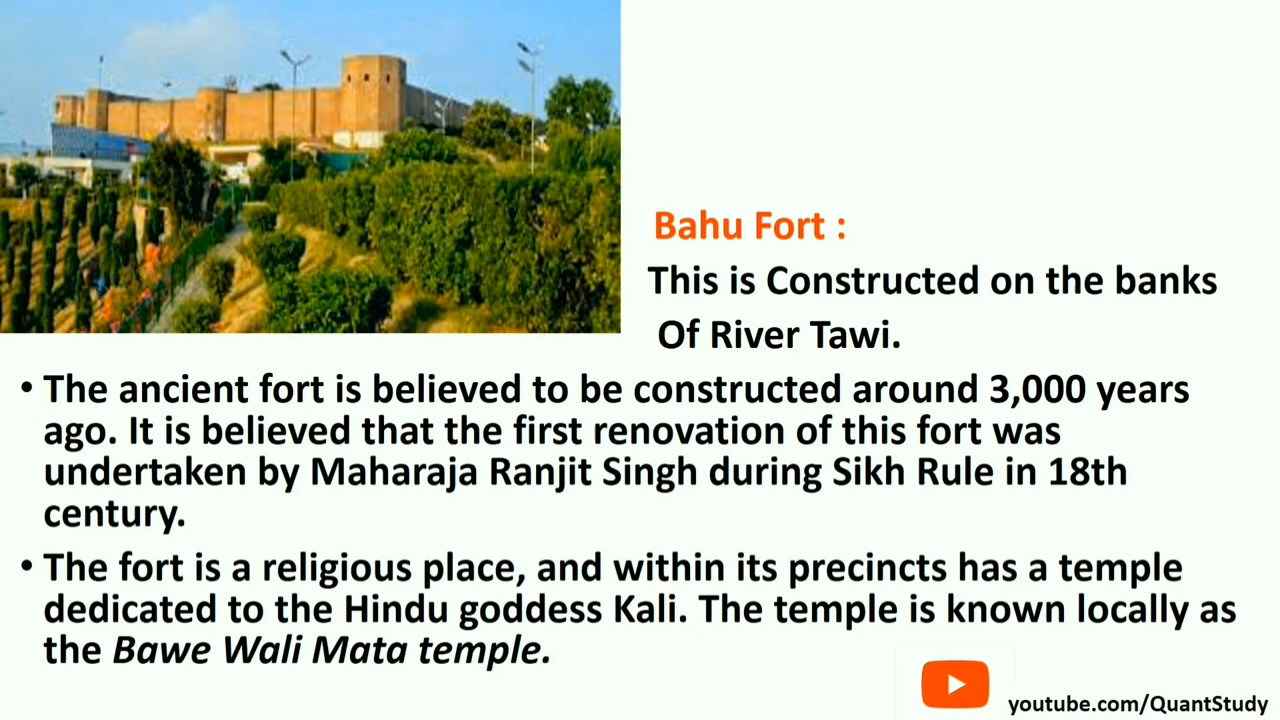 Bahu Fort :
This is Constructed on the banks
Of River Tawi.
• The ancient fort is believed to be constructed around 3,000 years
ago. It is believed that the first renovation of this fort was
undertaken by Maharaja Ranjit Singh during Sikh Rule in 18th
century.
• The fort is a religious place, and within its precincts has a temple
dedicated to the Hindu goddess Kali. The temple is known locally as
the Bawe Wali Mata temple.
youtube.com/QuantStudy